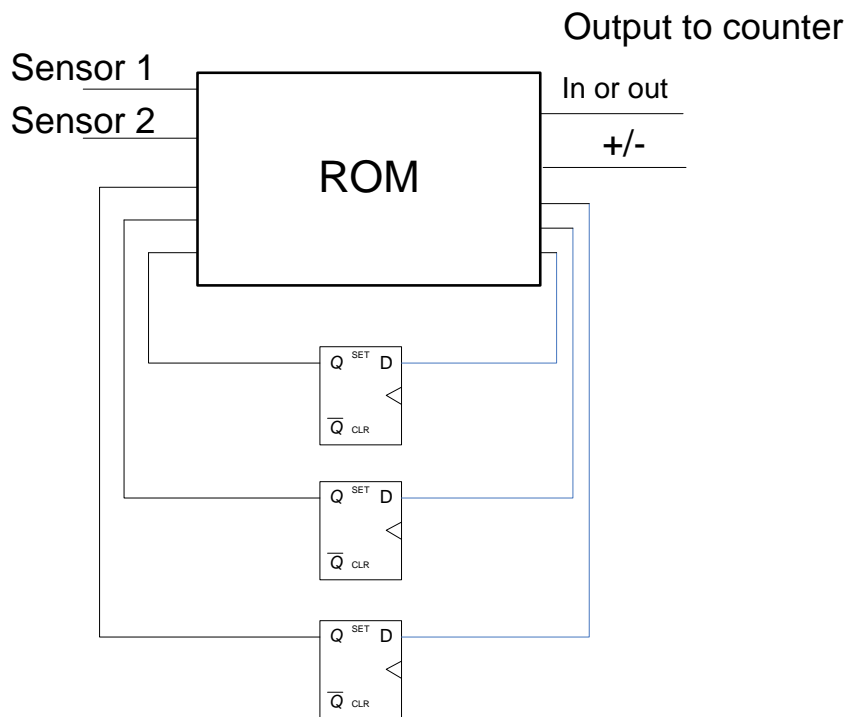 Output to counter
Sensor 1
In or out
Sensor 2
+/-
ROM
Q SET D
Q CLR
Q SET D
Q CLR
Q SET D
Q CLR